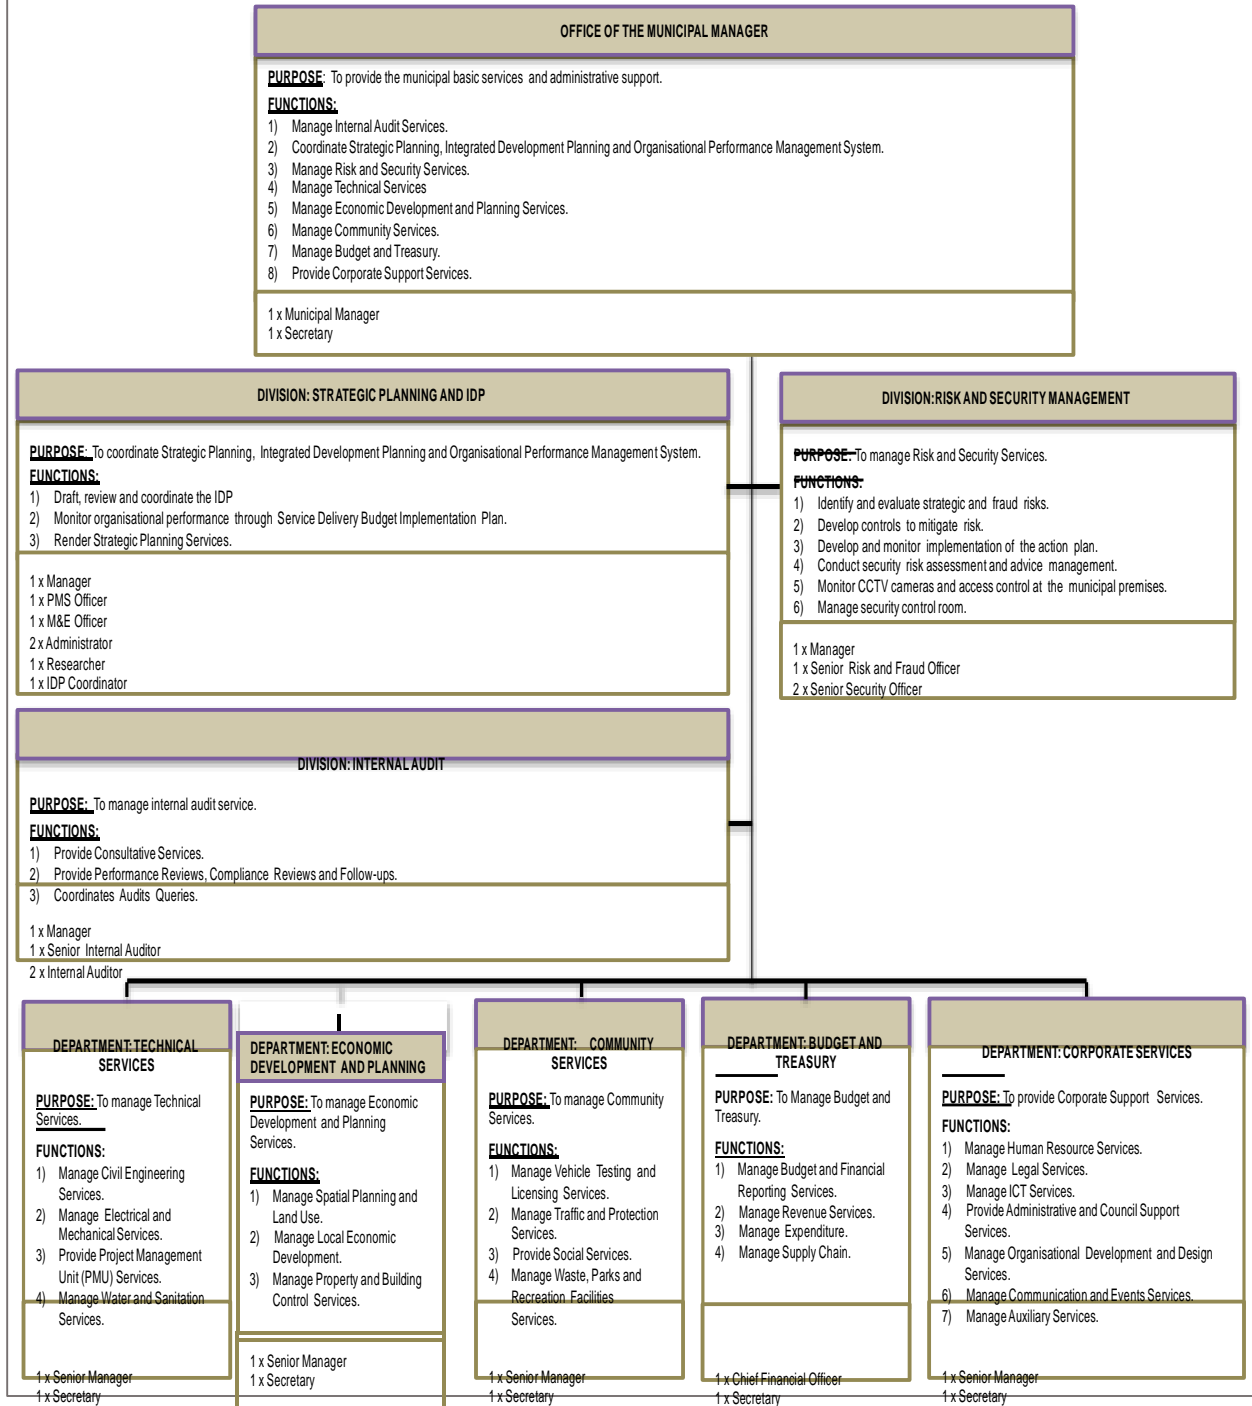 OFFICE OF THE MUNICIPAL MANAGER
PURPOSE: To provide the municipal basic services and administrative support.
FUNCTIONS:
1) Manage Internal Audit Services.
2) Coordinate Strategic Planning, Integrated Development Planning and Organisational Performance Management System.
3) Manage Risk and Security Services.
4) Manage Technical Services
5) Manage Economic Development and Planning Services.
6) Manage Community Services.
7) Manage Budget and Treasury.
8) Provide Corporate Support Services.
1 x Municipal Manager
1 x Secretary
DIVISION: STRATEGIC PLANNING AND IDP
PURPOSE: To coordinate Strategic Planning, Integrated Development Planning and Organisational Performance Management System.
FUNCTIONS:
1) Draft, review and coordinate the IDP
2) Monitor organisational performance through Service Delivery Budget Implementation Plan.
3) Render Strategic Planning Services.
1 x Manager
1 x PMS Officer
1 x M&E Officer
2 x Administrator
1 x Researcher
1 x IDP Coordinator
DIVISION:RISK AND SECURITY MANAGEMENT
PURPOSE: To manage Risk and Security Services.
FUNCTIONS:
1) Identify and evaluate strategic and fraud risks.
2) Develop controls to mitigate risk.
3) Develop and monitor implementation of the action plan.
4) Conduct security risk assessment and advice management.
5) Monitor CCTV cameras and access control at the municipal premises.
6) Manage security control room.
1 x Manager
1 x Senior Risk and Fraud Officer
2 x Senior Security Officer
DIVISION: INTERNAL AUDIT
PURPOSE: To manage internal audit service.
FUNCTIONS:
1) Provide Consultative Services.
2) Provide Performance Reviews, Compliance Reviews and Follow-ups.
3) Coordinates Audits Queries.
1 x Manager
1 x Senior Internal Auditor
2 x Internal Auditor
DEPARTMENT: TECHNICAL
SERVICES
PURPOSE: To manage Technical
Services.
FUNCTIONS:
1) Manage Civil Engineering
Services.
2) Manage Electrical and
Mechanical Services.
3) Provide Project Management
Unit (PMU) Services.
4) Manage Water and Sanitation
Services.
1 x Senior Manager
1 x Secretary
DEPARTMENT: ECONOMIC
DEVELOPMENT AND PLANNING
PURPOSE: To manage Economic
Development and Planning
Services.
FUNCTIONS:
1) Manage Spatial Planning and
Land Use.
2) Manage Local Economic
Development.
3) Manage Property and Building
Control Services.
1 x Senior Manager
1 x Secretary
DEPARTMENT: COMMUNITY
SERVICES
PURPOSE: To manage Community
Services.
FUNCTIONS:
1) Manage Vehicle Testing and
Licensing Services.
2) Manage Traffic and Protection
Services.
3) Provide Social Services.
4) Manage Waste, Parks and
Recreation Facilities
Services.
1 x Senior Manager
1 x Secretary
DEPARTMENT: BUDGET AND
TREASURY
PURPOSE: To Manage Budget and
Treasury.
FUNCTIONS:
1) Manage Budget and Financial
Reporting Services.
2) Manage Revenue Services.
3) Manage Expenditure.
4) Manage Supply Chain.
1 x Chief Financial Officer
1 x Secretary
DEPARTMENT: CORPORATE SERVICES
PURPOSE: To provide Corporate Support Services.
FUNCTIONS:
1) Manage Human Resource Services.
2) Manage Legal Services.
3) Manage ICT Services.
4) Provide Administrative and Council Support
Services.
5) Manage Organisational Development and Design
Services.
6) Manage Communication and Events Services.
7) Manage Auxiliary Services.
1 x Senior Manager
1 x Secretary